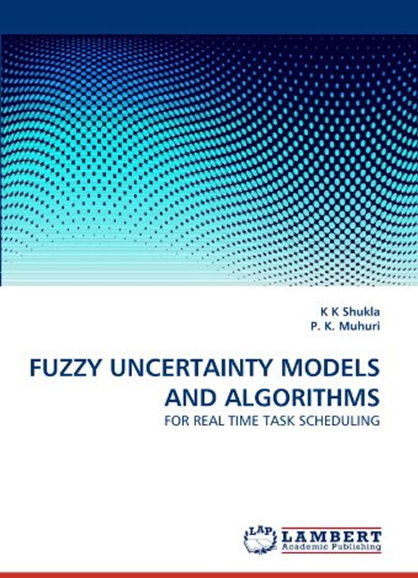 K K Shukla
P. K. Muhuri
FUZZY UNCERTAINTY MODELS
AND ALGORITHMS
FOR REAL TIME TASK SCHEDULING
LAP LAMBERT
Academic Publishing